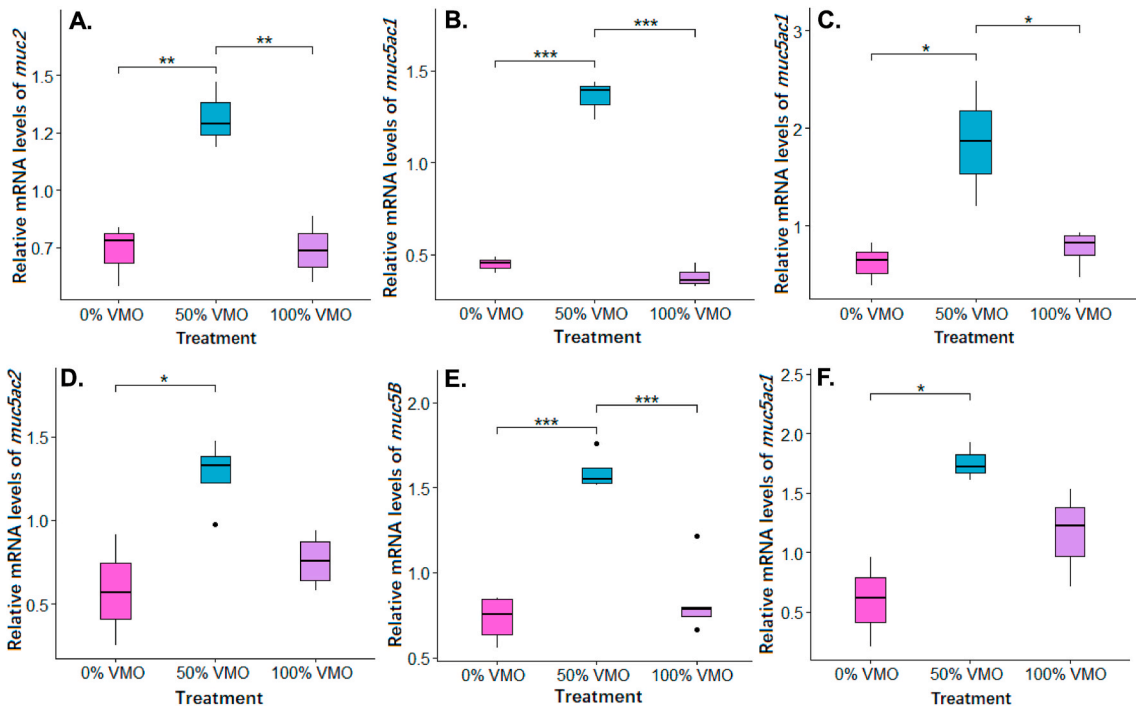 A.
Relative mRNA levels of muc2
1.5
1.2
1.0
0.7
**
**
0% VMO 50% VMO 100% VMO
Treatment
B.
Relative mRNA levels of muc5ac1
1.5
1.0
0.5
***
***
0% VMO 50% VMO 100% VMO
Treatment
C.
Relative mRNA levels of muc5ac1
3
2
1
*
*
0% VMO 50% VMO 100% VMO
Treatment
D.
Relative mRNA levels of muc5ac2
1.5
1.0
0.5
*
0% VMO 50% VMO 100% VMO
Treatment
E.
Relative mRNA levels of muc5B
2.0
1.5
1.0
0.5
***
***
0% VMO 50% VMO 100% VMO
Treatment
F.
Relative mRNA levels of muc5ac1
2.5
2.0
1.5
1.0
0.5
*
0% VMO 50% VMO 100% VMO
Treatment